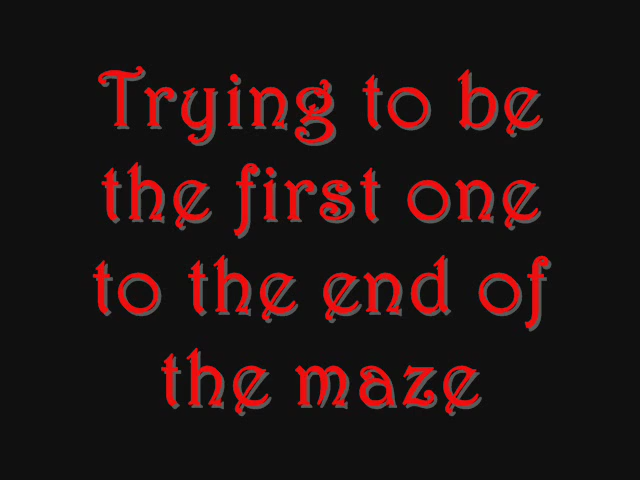 Trying to be
the first one
to the end of
the maze